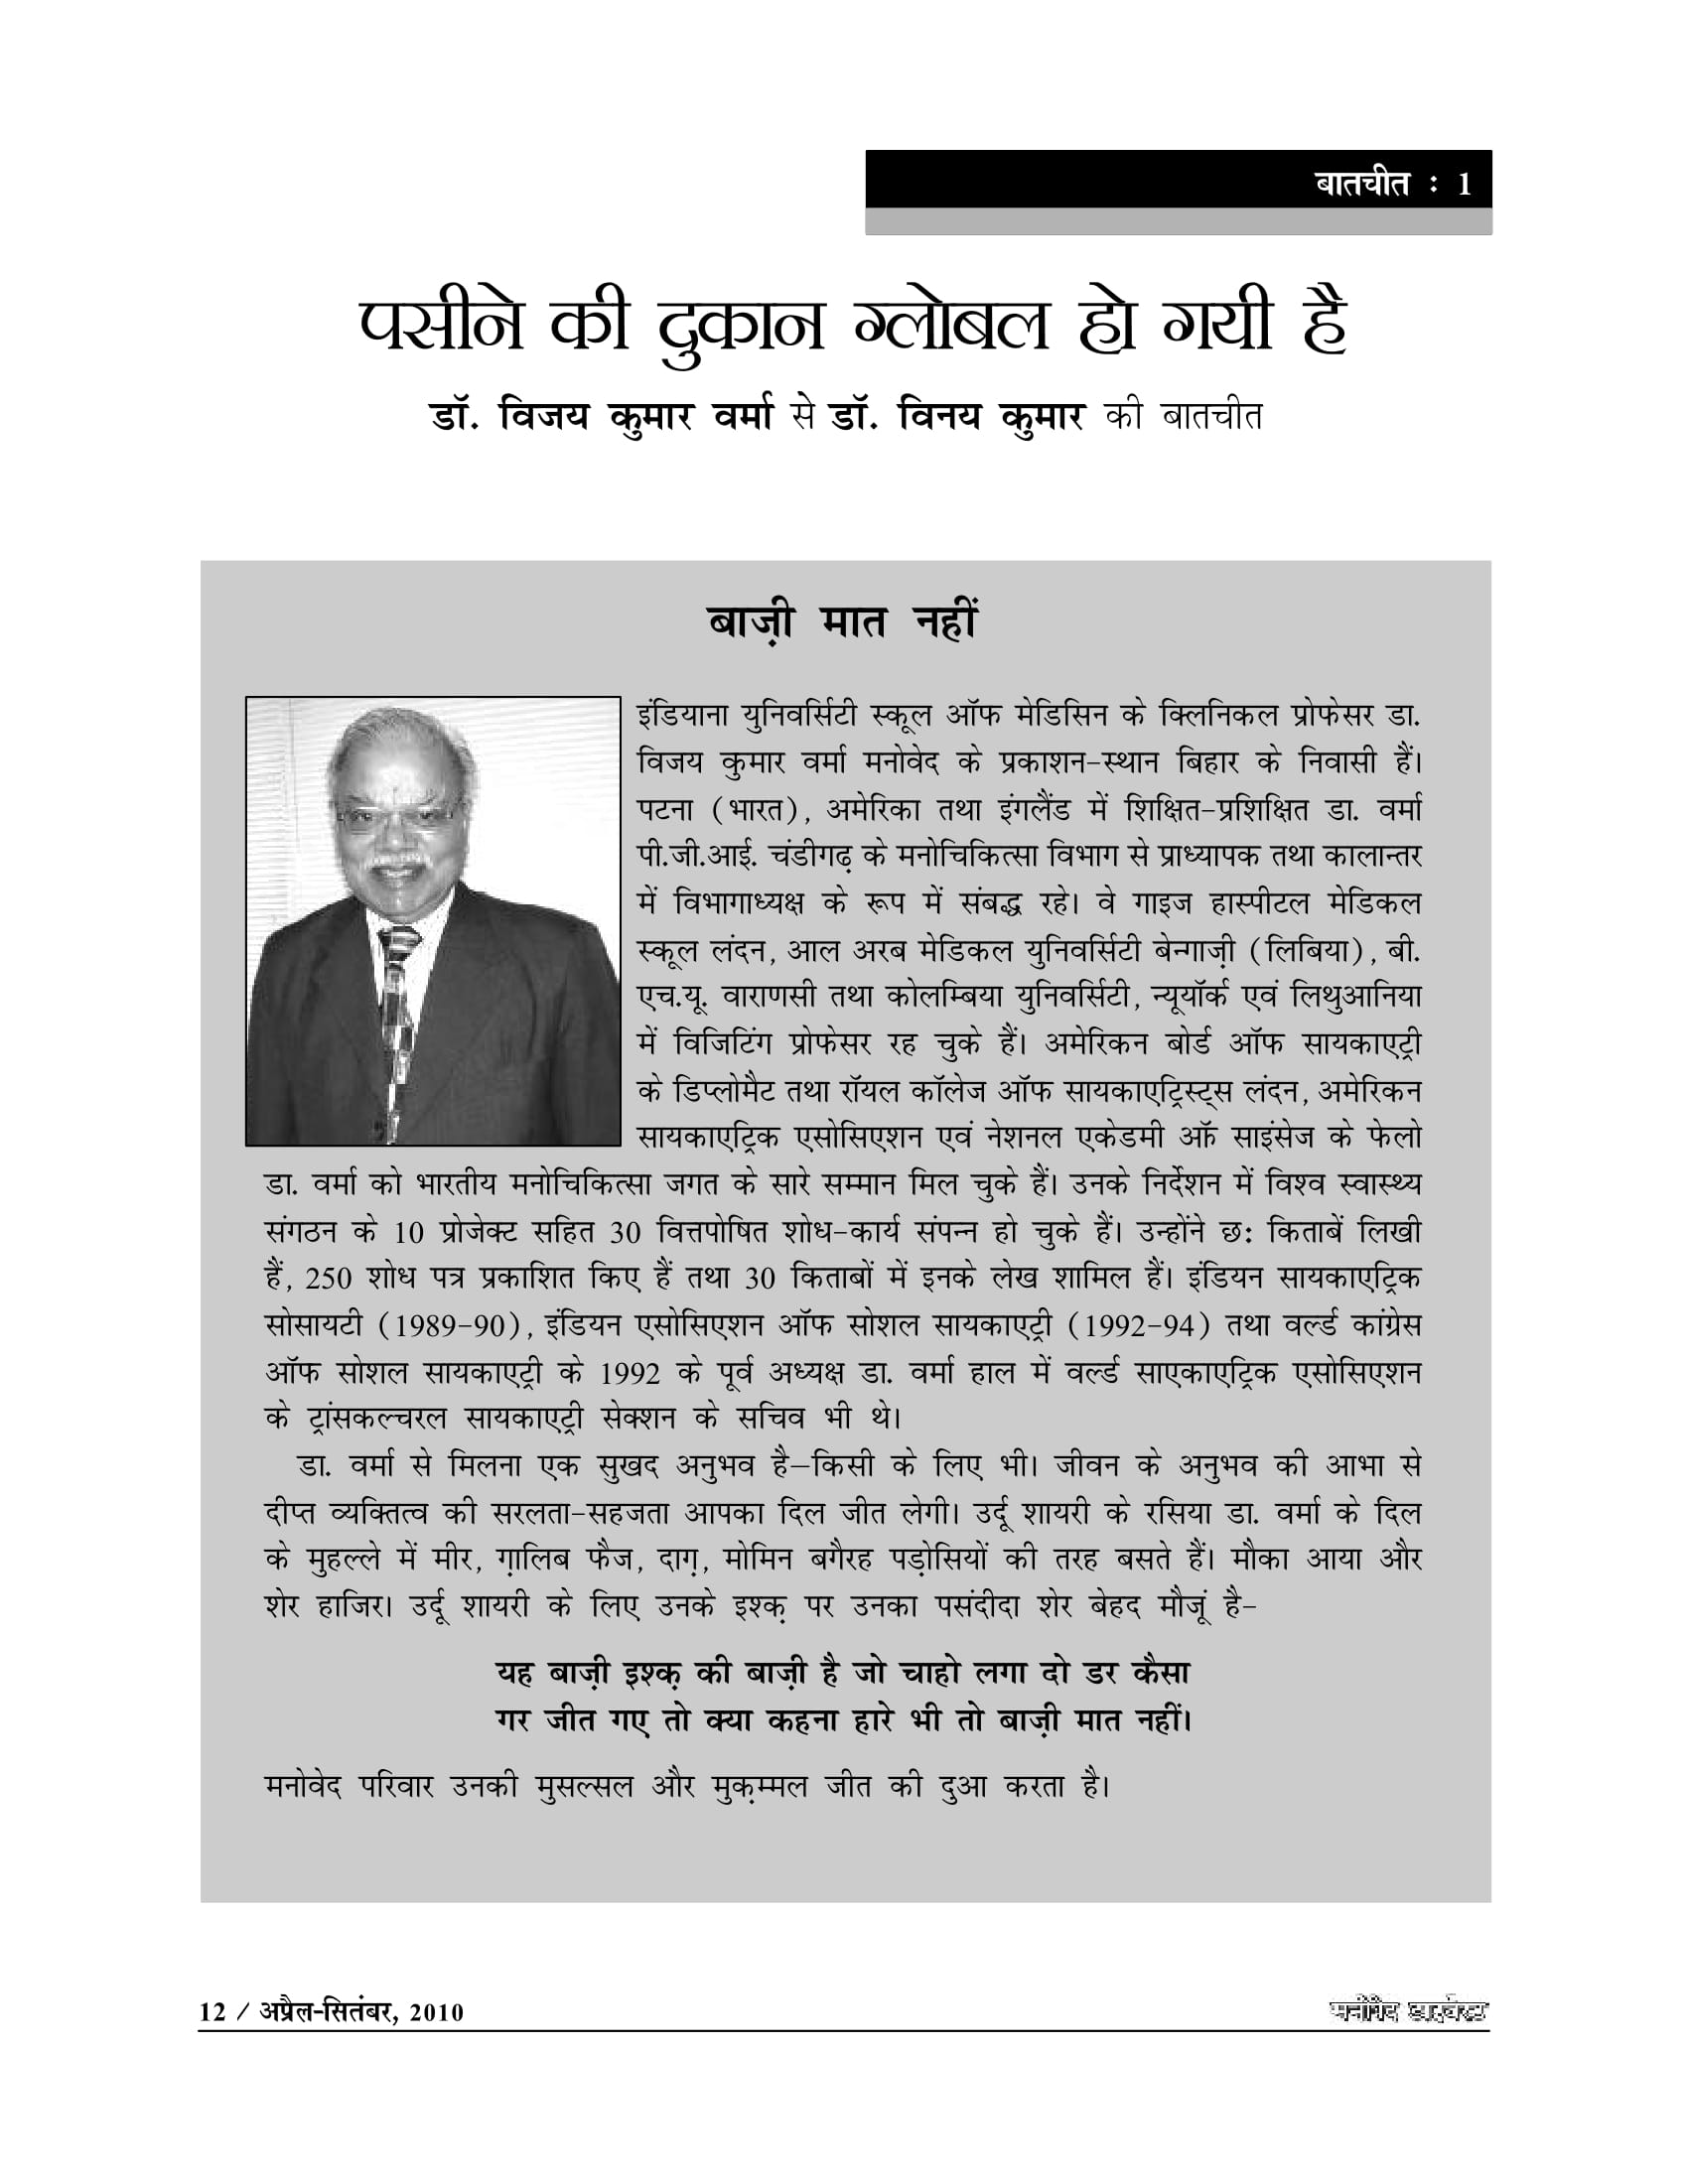 बातचीत : 1
पसीने की दुकान ग्लोबल हो गयी है
डॉ. विजय कुमार वर्मा से डॉ. विनय कुमार की बातचीत
बाज़ी मात नहीं
इंडियाना युनिवर्सिटी स्कूल ऑफ मेडिसिन के क्लिनिकल प्रोफेसर डा.
विजय कुमार वर्मा मनोवेद के प्रकाशन-स्थान बिहार के निवासी हैं।
पटना (भारत), अमेरिका तथा इंगलैंड में शिक्षित-प्रशिक्षित डा. वर्मा
पी.जी.आई. चंडीगढ़ के मनोचिकित्सा विभाग से प्राध्यापक तथा कालान्तर
में विभागाध्यक्ष के रूप में संबद्ध रहे। वे गाइज हास्पीटल मेडिकल
स्कूल लंदन, आल अरब मेडिकल युनिवर्सिटी बेन्गाज़ी (लिबिया), बी.
एच.यू. वाराणसी तथा कोलम्बिया युनिवर्सिटी, न्यूयॉर्क एवं लिथुआनिया
में विजिटिंग प्रोफेसर रह चुके हैं। अमेरिकन बोर्ड ऑफ सायकाएट्री
के डिप्लोमैट तथा रॉयल कॉलेज ऑफ सायकाएट्रिस्ट्स लंदन, अमेरिकन
सायकाएट्रिक एसोसिएशन एवं नेशनल एकेडमी ऑफ साइंसेज के फेलो
डा. वर्मा को भारतीय मनोचिकित्सा जगत के सारे सम्मान मिल चुके हैं। उनके निर्देशन में विश्व स्वास्थ्य
संगठन के 10 प्रोजेक्ट सहित 30 वित्तपोषित शोध-कार्य संपन्न हो चुके हैं। उन्होंने छः किताबें लिखी
हैं, 250 शोध पत्र प्रकाशित किए हैं तथा 30 किताबों में इनके लेख शामिल हैं। इंडियन सायकाएट्रिक
सोसायटी (1989-90), इंडियन एसोसिएशन ऑफ सोशल सायकाएट्री (1992-94) तथा वर्ल्ड कांग्रेस
ऑफ सोशल सायकाएट्री के 1992 के पूर्व अध्यक्ष डा. वर्मा हाल में वर्ल्ड साएकाएट्रिक एसोसिएशन
के ट्रांसकल्चरल सायकाएट्री सेक्शन के सचिव भी थे।
डा. वर्मा से मिलना एक सुखद अनुभव है—किसी के लिए भी। जीवन के अनुभव की आभा से
दीप्त व्यक्तित्व की सरलता-सहजता आपका दिल जीत लेगी। उर्दू शायरी के रसिया डा. वर्मा के दिल
के मुहल्ले में मीर, ग़ालिब फैज, दाग़, मोमिन बगैरह पड़ोसियों की तरह बसते हैं। मौका आया और
शेर हाजिर। उर्दू शायरी के लिए उनके इश्क़ पर उनका पसंदीदा शेर बेहद मौजूं है-
यह बाज़ी इश्क़ की बाज़ी है जो चाहो लगा दो डर कैसा
गर जीत गए तो क्या कहना हारे भी तो बाज़ी मात नहीं।
मनोवेद परिवार उनकी मुसल्सल और मुक़म्मल जीत की दुआ करता है।
12 / अप्रैल-सितंबर, 2010
मनोवेद डाइजेस्ट